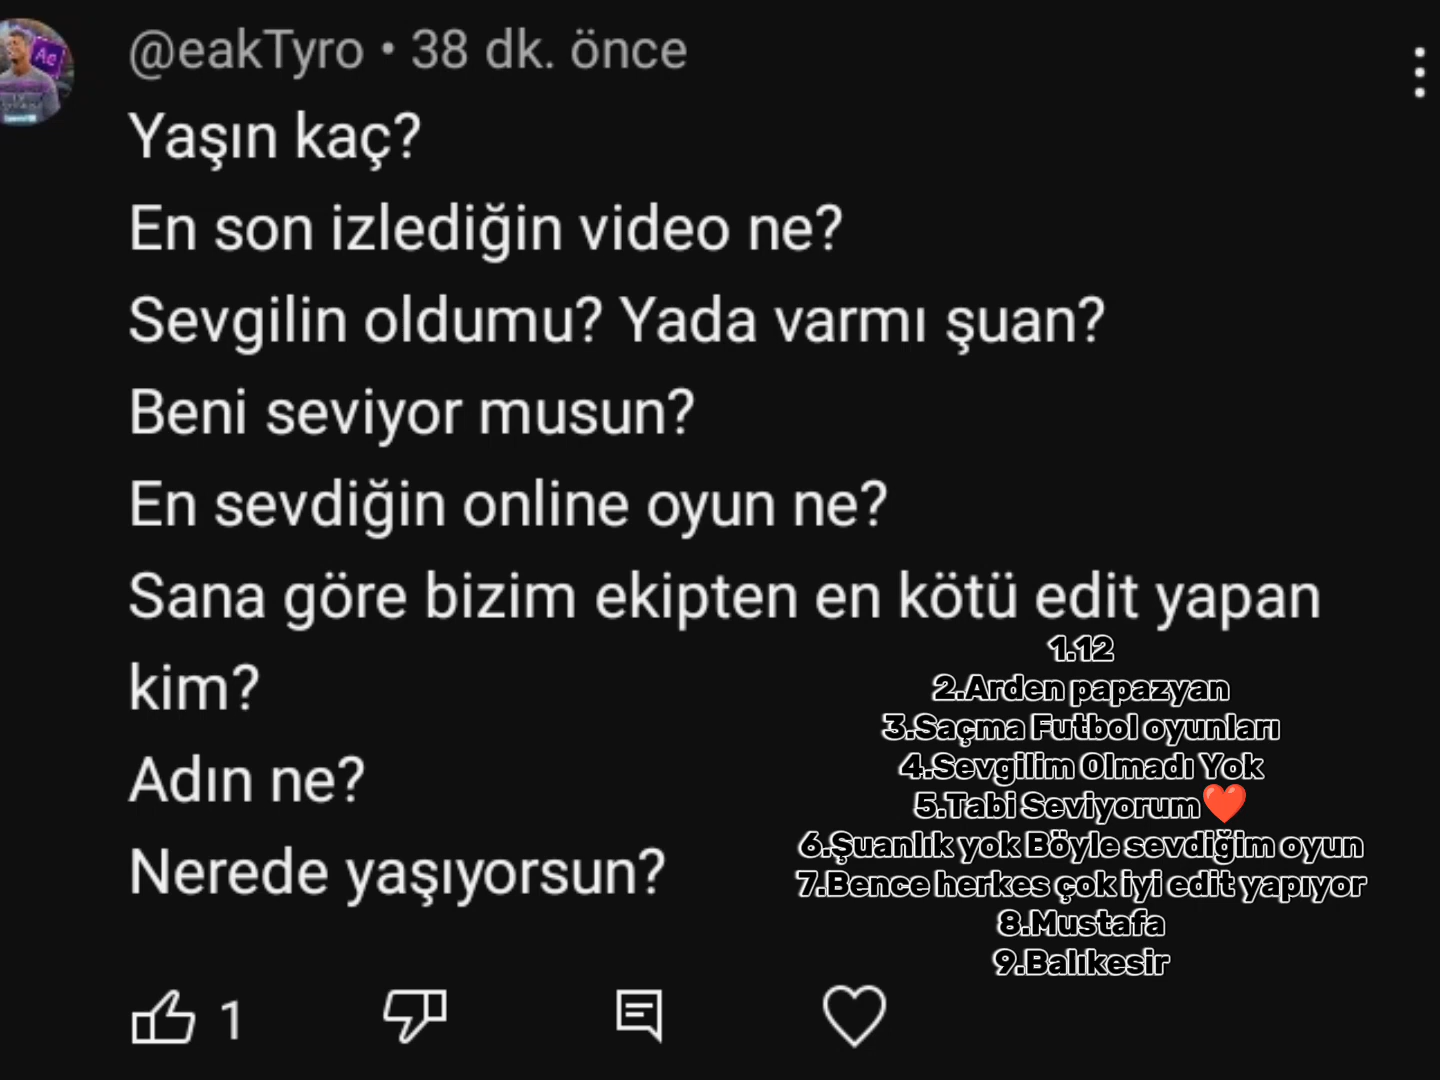 @eakTyro • 38 dk. önce
Yaşın kaç?
En son izlediğin video ne?
Sevgilin oldumu? Yada varmı şuan?
Beni seviyor musun?
En sevdiğin online oyun ne?
Sana göre bizim ekipten en kötü edit yapan
kim?
Adın ne?
Nerede yaşıyorsun?
1.12
2.Arden papazyan
3.Saçma Futbol oyunları
4.Sevgilim Olmadı Yok
5.Tabi Seviyorum❤️
6.Şuanlık yok Böyle sevdiğim oyun
7.Bence herkes çok iyi edit yapıyor
8.Mustafa
9.Balıkesir
1